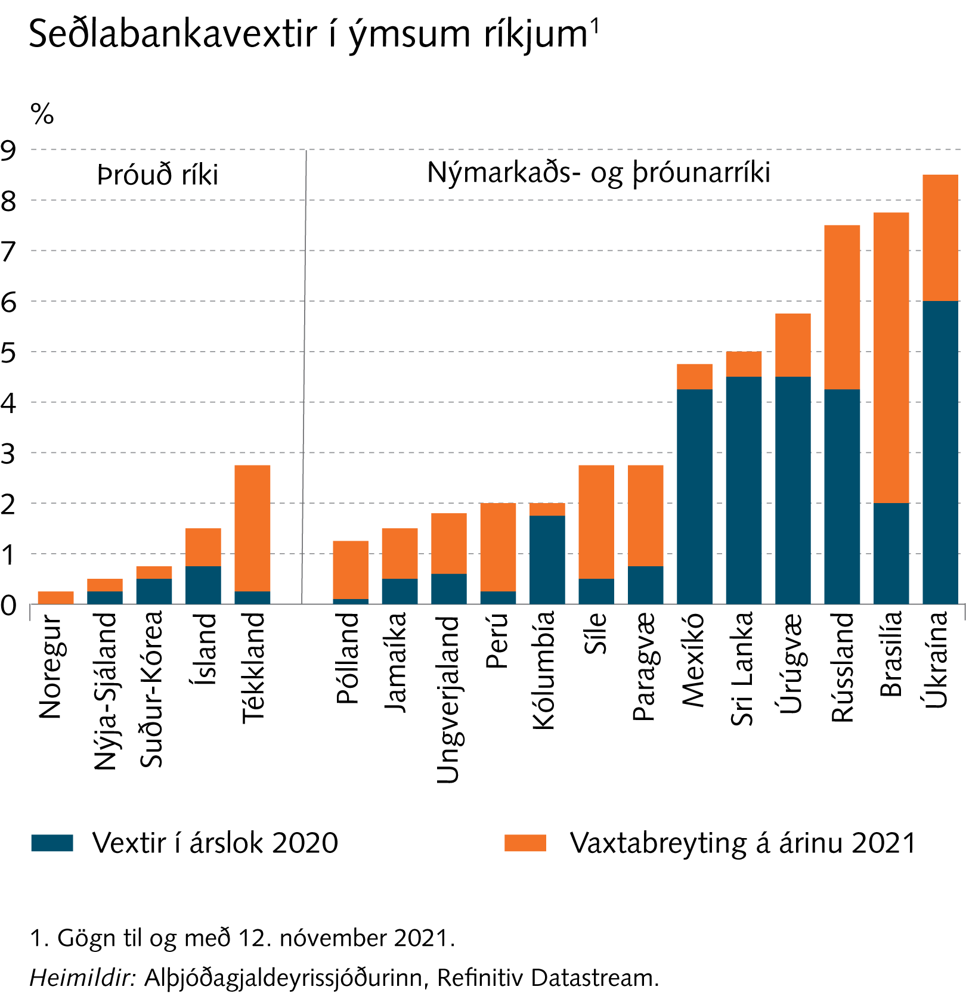 Seðlabankavextir í ýmsum ríkjum¹
%
9
8
7
6
5
4
3
2
1
0
Þróuð ríki
Nýmarkaðs- og þróunarríki
Noregur
Nýja-Sjáland
Suður-Kórea
Ísland
Tékkland
Pólland
Jamaíka
Ungverjaland
Perú
Kólumbía
Síle
Paragvæ
Mexíkó
Sri Lanka
Úrúgvæ
Rússland
Brasilía
Úkraína
Vextir í árslok 2020
Vaxtabreyting á árinu 2021
1. Gögn til og með 12. nóvember 2021.
Heimildir: Alþjóðagjaldeyrissjóðurinn, Refinitiv Datastream.